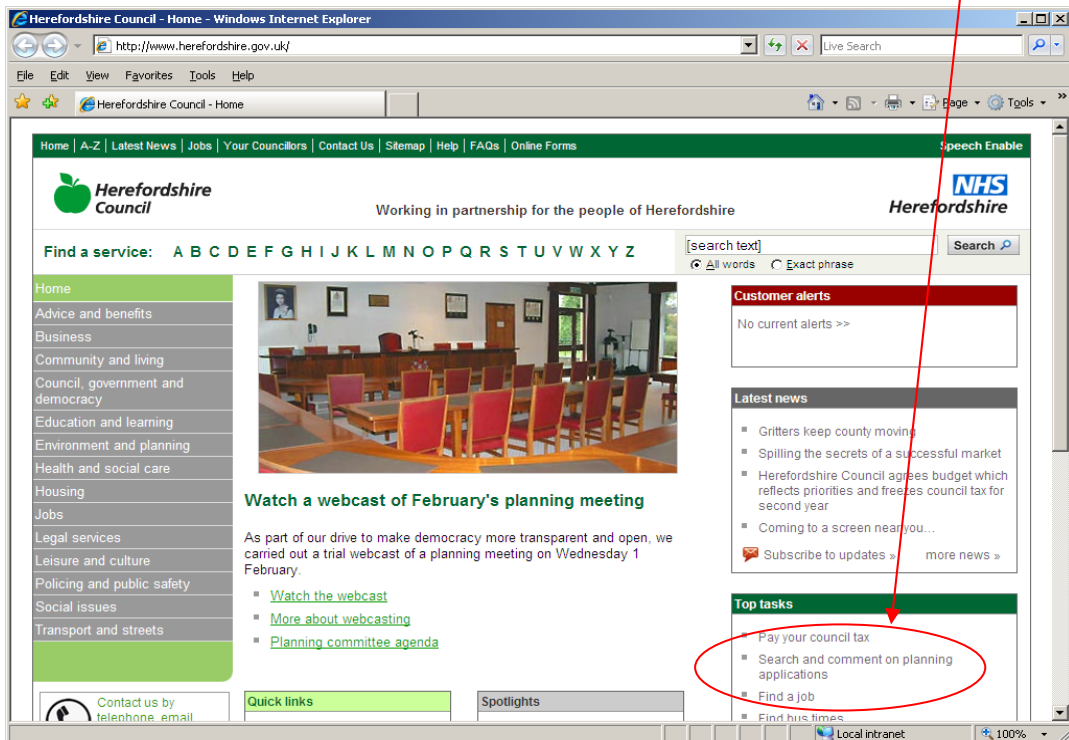 Herefordshire Council - Home - Windows Internet Explorer
http://www.herefordshire.gov.uk/
Live Search
File Edit View Favorites Tools Help
Herefordshire Council - Home
Page Tools
Home | A-Z | Latest News | Jobs | Your Councillors | Contact Us | Sitemap | Help | FAQs | Online Forms
Speech Enable
Herefordshire
Council
Working in partnership for the people of Herefordshire
NHS
Herefordshire
Find a service: A B C D E F G H I J K L M N O P Q R S T U V W X Y Z
[search text]
Search
All words Exact phrase
Home
Advice and benefits
Business
Community and living
Council, government and
democracy
Education and learning
Environment and planning
Health and social care
Housing
Jobs
Legal services
Leisure and culture
Policing and public safety
Social issues
Transport and streets
Contact us by
telephone, email
Watch a webcast of February's planning meeting
As part of our drive to make democracy more transparent and open, we
carried out a trial webcast of a planning meeting on Wednesday 1
February.
Watch the webcast
More about webcasting
Planning committee agenda
Quick links
Spotlights
Customer alerts
No current alerts >>
Latest news
Gritters keep county moving
Spilling the secrets of a successful market
Herefordshire Council agrees budget which
reflects priorities and freezes council tax for
second year
Coming to a screen near you...
Subscribe to updates » more news »
Top tasks
Pay your council tax
Search and comment on planning
applications
Find a job
Find bus times
Local intranet
100%